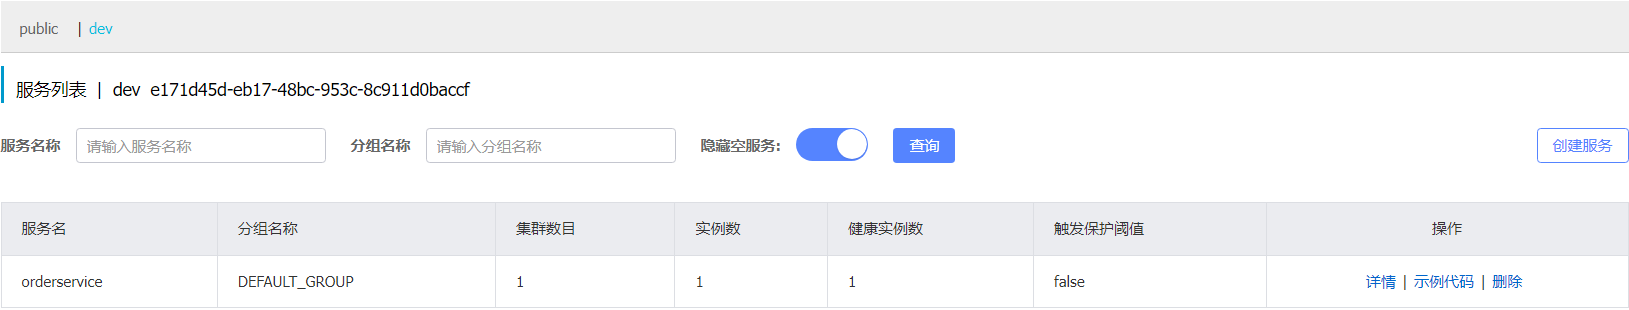 public | dev
服务列表 | dev e171d45d-eb17-48bc-953c-8c911d0baccf
服务名称 请输入服务名称 分组名称 请输入分组名称 隐藏空服务: 查询 创建服务
服务名 分组名称 集群数目 实例数 健康实例数 触发保护阈值 操作
orderservice DEFAULT_GROUP 1 1 1 false 详情 | 示例代码 | 删除